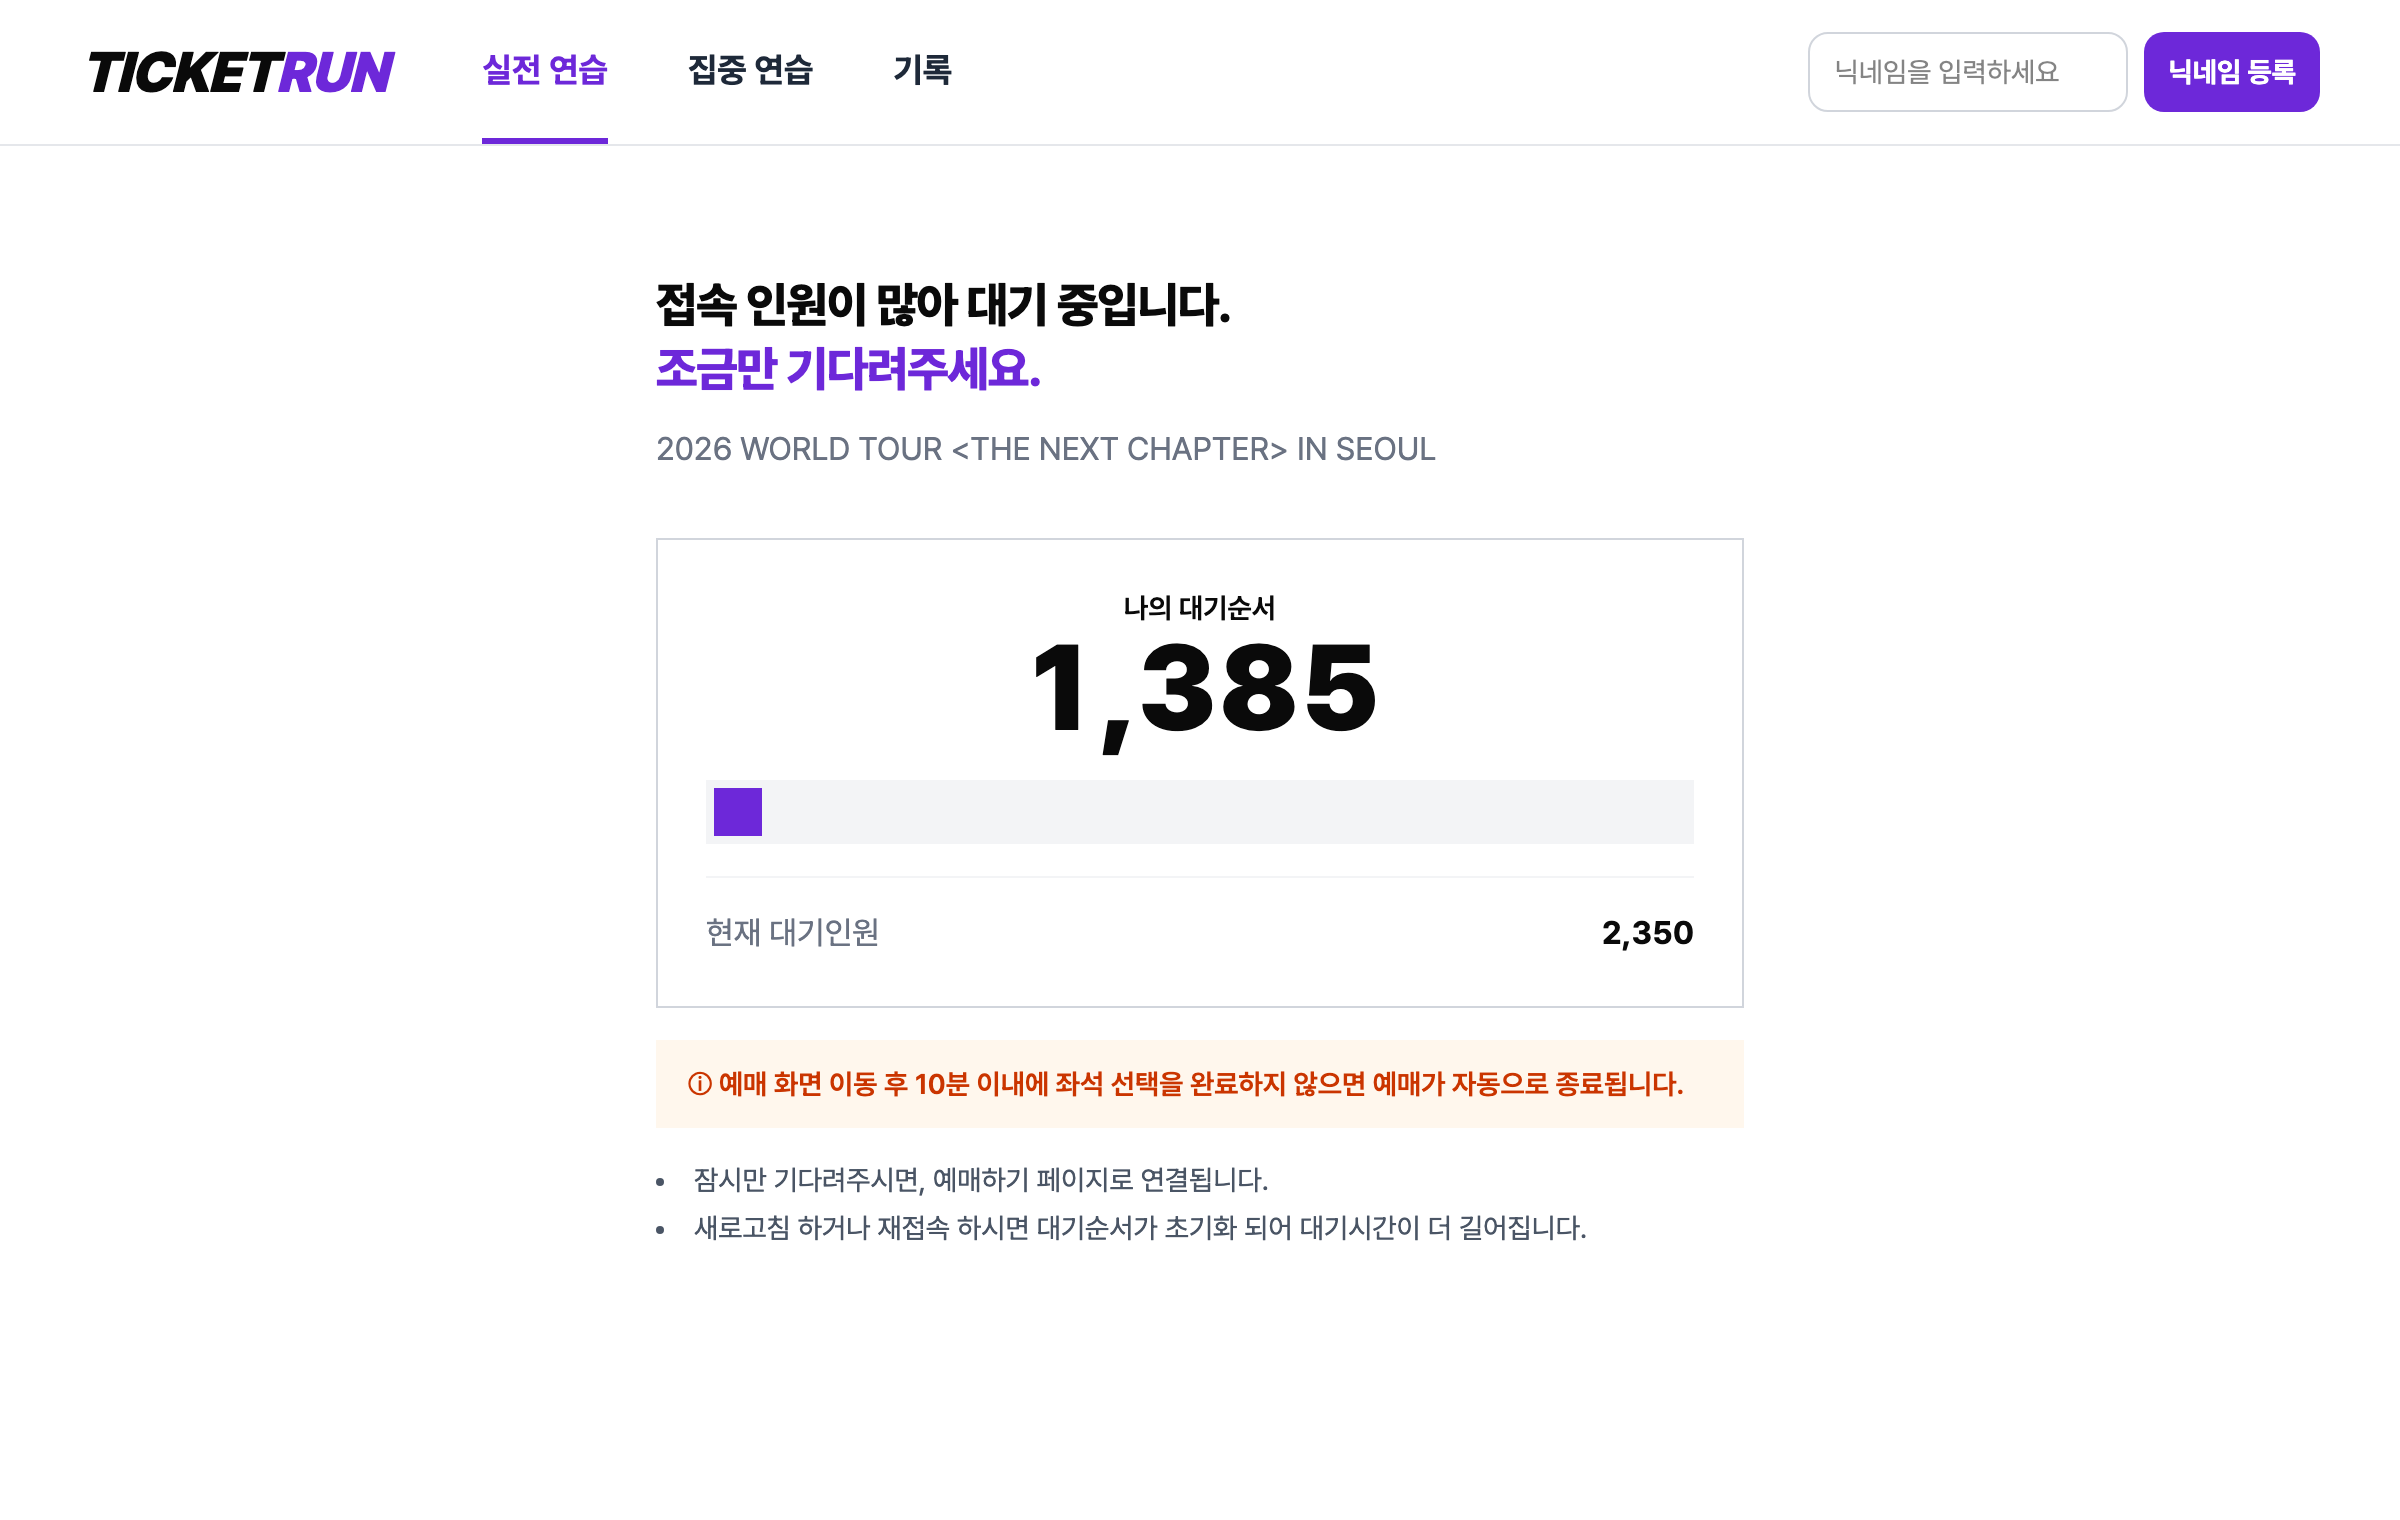 TICKETRUN 실전 연습 집중 연습 기록 닉네임을 입력하세요 닉네임 등록
접속 인원이 많아 대기 중입니다.
조금만 기다려주세요.
2026 WORLD TOUR <THE NEXT CHAPTER> IN SEOUL
나의 대기순서
1,385
현재 대기인원 2,350
ⓘ 예매 화면 이동 후 10분 이내에 좌석 선택을 완료하지 않으면 예매가 자동으로 종료됩니다.
• 잠시만 기다려주시면, 예매하기 페이지로 연결됩니다.
• 새로고침 하거나 재접속 하시면 대기순서가 초기화 되어 대기시간이 더 길어집니다.